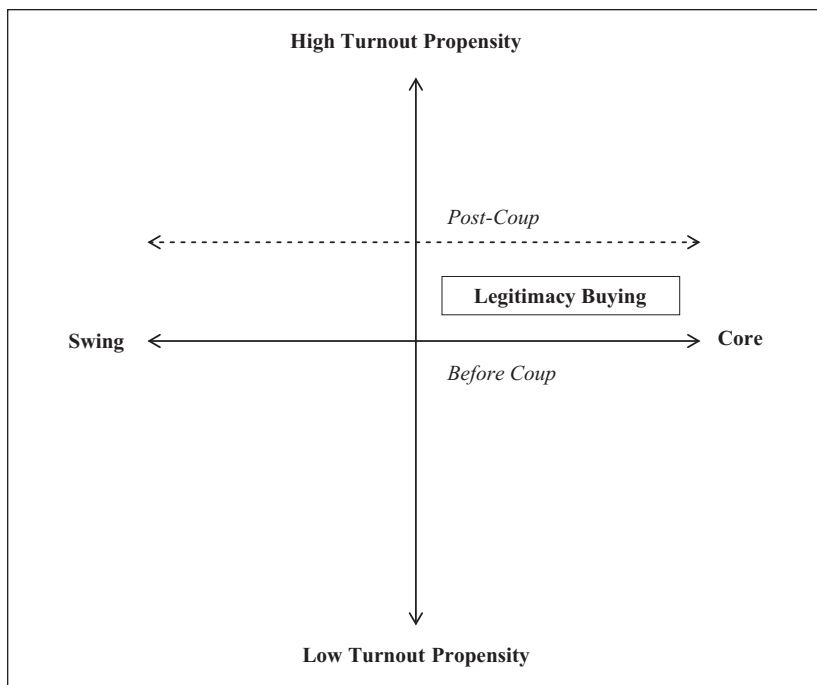 High Turnout Propensity
Post-Coup
Legitimacy Buying
Swing
Core
Before Coup
Low Turnout Propensity